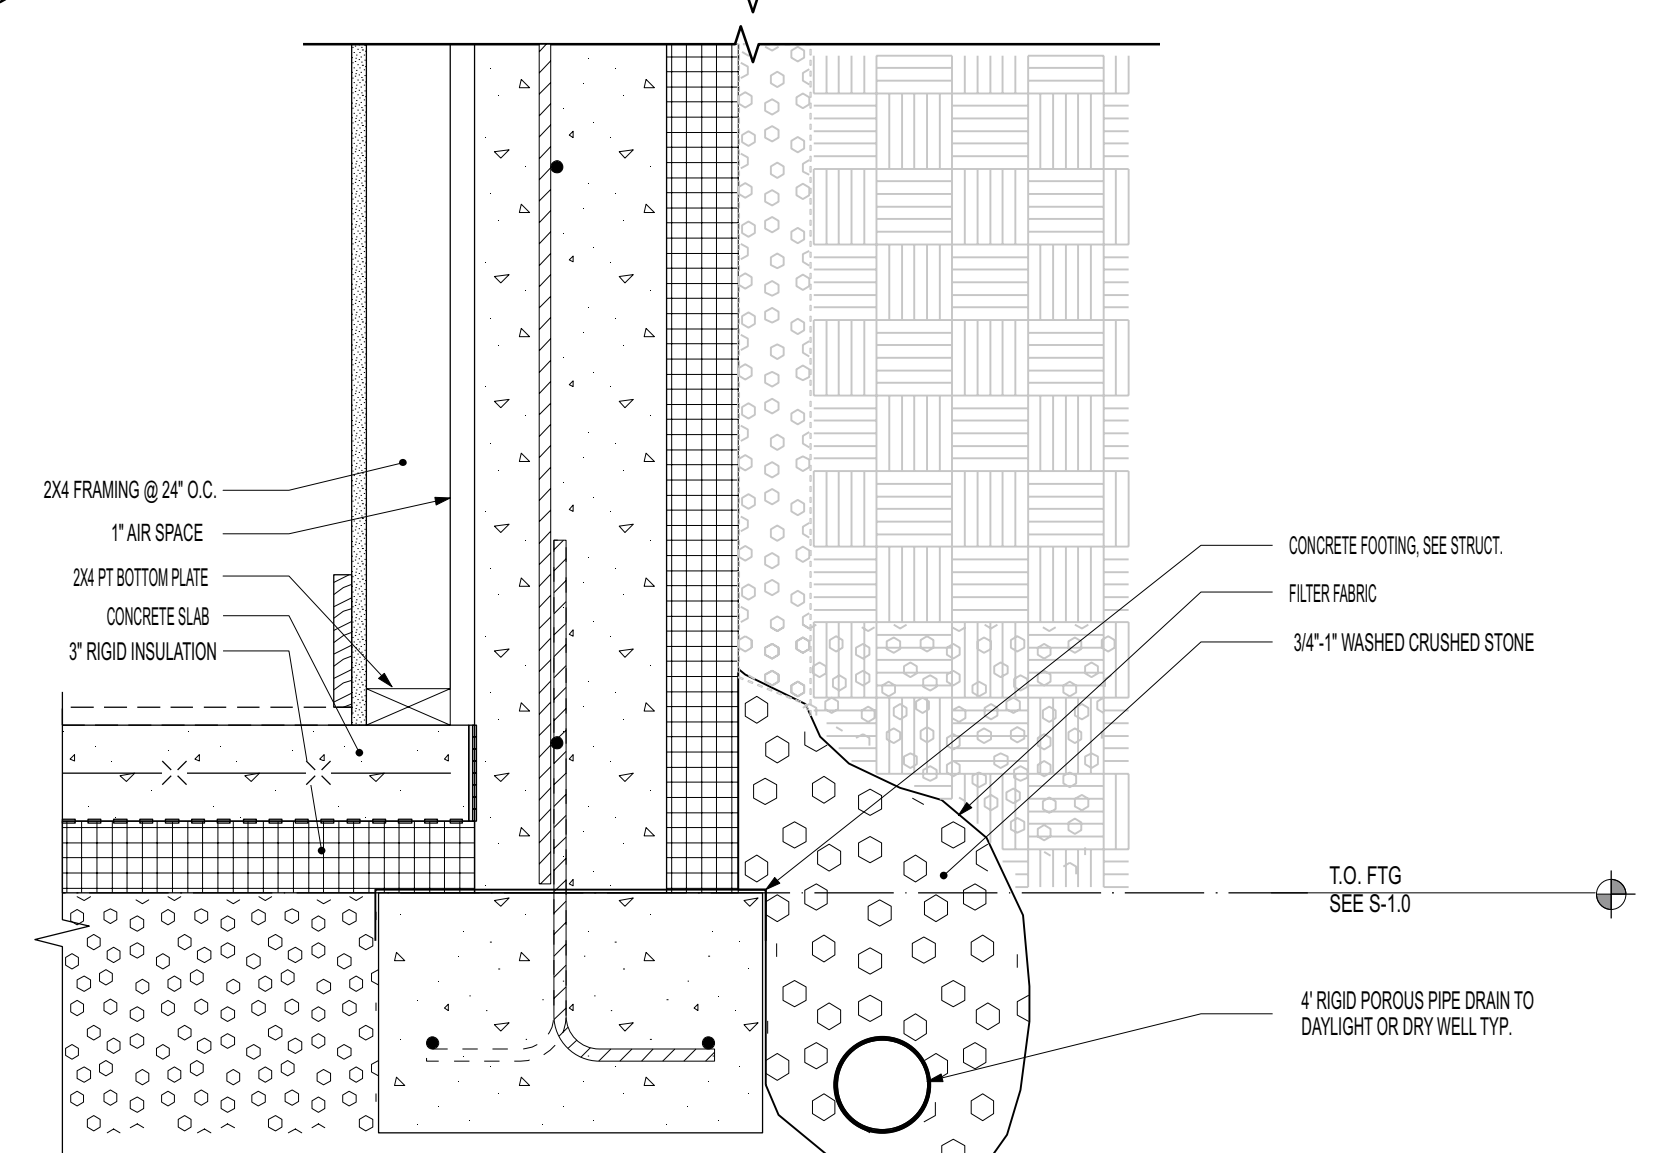 2X4 FRAMING @ 24" O.C.
1" AIR SPACE
2X4 PT BOTTOM PLATE
CONCRETE SLAB
3" RIGID INSULATION
CONCRETE FOOTING, SEE STRUCT.
FILTER FABRIC
3/4"-1" WASHED CRUSHED STONE
T.O. FTG
SEE S-1.0
4' RIGID POROUS PIPE DRAIN TO
DAYLIGHT OR DRY WELL TYP.